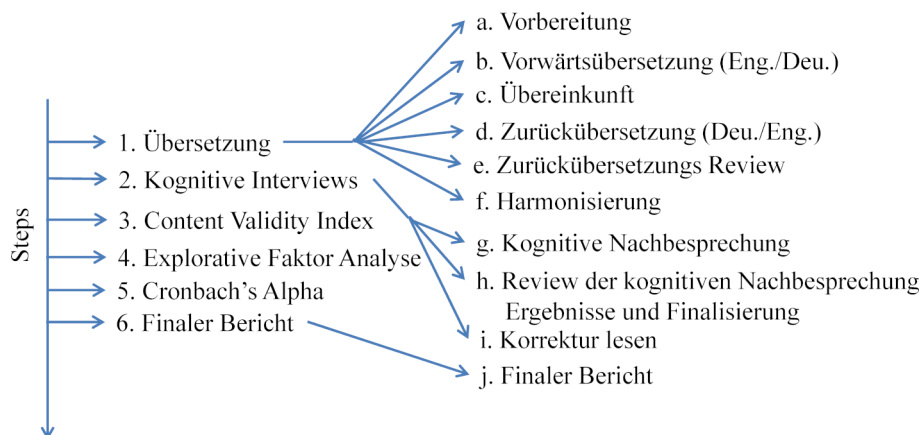 Steps
1. Übersetzung
2. Kognitive Interviews
3. Content Validity Index
4. Explorative Faktor Analyse
5. Cronbach's Alpha
6. Finaler Bericht
a. Vorbereitung
b. Vorwärtsübersetzung (Eng./Deu.)
c. Übereinkunft
d. Zurückübersetzung (Deu./Eng.)
e. Zurückübersetzungs Review
f. Harmonisierung
g. Kognitive Nachbesprechung
h. Review der kognitiven Nachbesprechung
Ergebnisse und Finalisierung
i. Korrektur lesen
j. Finaler Bericht